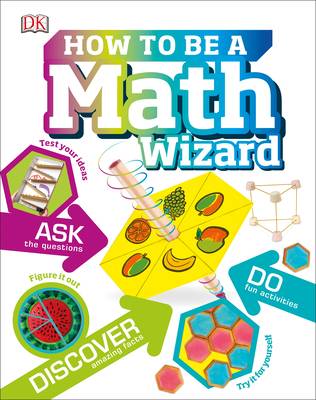 DK
HOW TO BE A
Math
Wizard
Test your ideas
ASK
the questions
Figure it out
DO
fun activities
DISCOVER
amazing facts
Try it for yourself